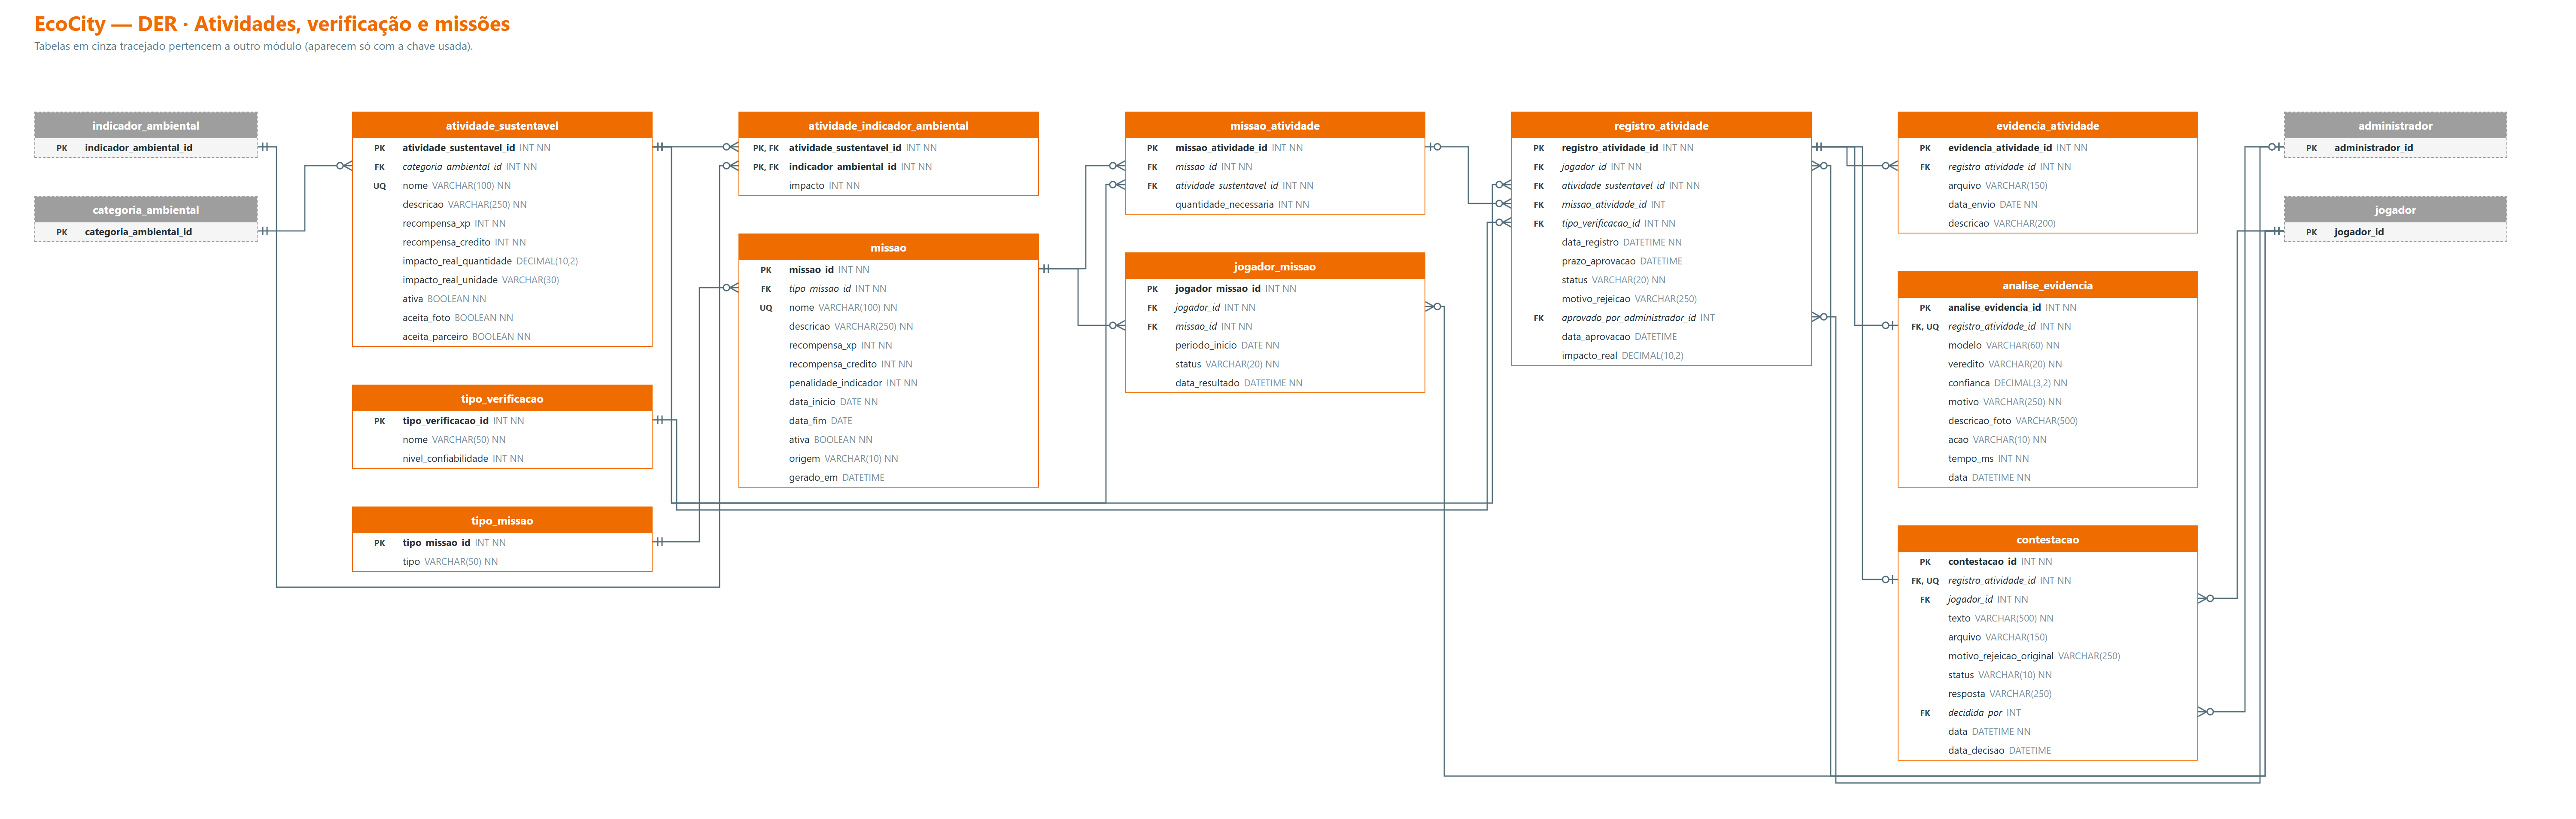 EcoCity — DER · Atividades, verificação e missões
Tabelas em cinza tracejado pertencem a outro módulo (aparecem só com a chave usada).
indicador_ambiental
PK indicador_ambiental_id
categoria_ambiental
PK categoria_ambiental_id
atividade_sustentavel
PK atividade_sustentavel_id INT NN
FK categoria_ambiental_id INT NN
UQ nome VARCHAR(100) NN
descricao VARCHAR(250) NN
recompensa_xp INT NN
recompensa_credito INT NN
impacto_real_quantidade DECIMAL(10,2)
impacto_real_unidade VARCHAR(30)
ativa BOOLEAN NN
aceita_foto BOOLEAN NN
aceita_parceiro BOOLEAN NN
tipo_verificacao
PK tipo_verificacao_id INT NN
nome VARCHAR(50) NN
nivel_confiabilidade INT NN
tipo_missao
PK tipo_missao_id INT NN
tipo VARCHAR(50) NN
atividade_indicador_ambiental
PK, FK atividade_sustentavel_id INT NN
PK, FK indicador_ambiental_id INT NN
impacto INT NN
missao
PK missao_id INT NN
FK tipo_missao_id INT NN
UQ nome VARCHAR(100) NN
descricao VARCHAR(250) NN
recompensa_xp INT NN
recompensa_credito INT NN
penalidade_indicador INT NN
data_inicio DATE NN
data_fim DATE
ativa BOOLEAN NN
origem VARCHAR(10) NN
gerado_em DATETIME
missao_atividade
PK missao_atividade_id INT NN
FK missao_id INT NN
FK atividade_sustentavel_id INT NN
quantidade_necessaria INT NN
jogador_missao
PK jogador_missao_id INT NN
FK jogador_id INT NN
FK missao_id INT NN
periodo_inicio DATE NN
status VARCHAR(20) NN
data_resultado DATETIME NN
registro_atividade
PK registro_atividade_id INT NN
FK jogador_id INT NN
FK atividade_sustentavel_id INT NN
FK missao_atividade_id INT
FK tipo_verificacao_id INT NN
data_registro DATETIME NN
prazo_aprovacao DATETIME
status VARCHAR(20) NN
motivo_rejeicao VARCHAR(250)
FK aprovado_por_administrador_id INT
data_aprovacao DATETIME
impacto_real DECIMAL(10,2)
evidencia_atividade
PK evidencia_atividade_id INT NN
FK registro_atividade_id INT NN
arquivo VARCHAR(150)
data_envio DATE NN
descricao VARCHAR(200)
analise_evidencia
PK analise_evidencia_id INT NN
FK, UQ registro_atividade_id INT NN
modelo VARCHAR(60) NN
veredito VARCHAR(20) NN
confianca DECIMAL(3,2) NN
motivo VARCHAR(250) NN
descricao_foto VARCHAR(500)
acao VARCHAR(10) NN
tempo_ms INT NN
data DATETIME NN
contestacao
PK contestacao_id INT NN
FK, UQ registro_atividade_id INT NN
FK jogador_id INT NN
texto VARCHAR(500) NN
arquivo VARCHAR(150)
motivo_rejeicao_original VARCHAR(250)
status VARCHAR(10) NN
resposta VARCHAR(250)
FK decidida_por INT
data DATETIME NN
data_decisao DATETIME
administrador
PK administrador_id
jogador
PK jogador_id